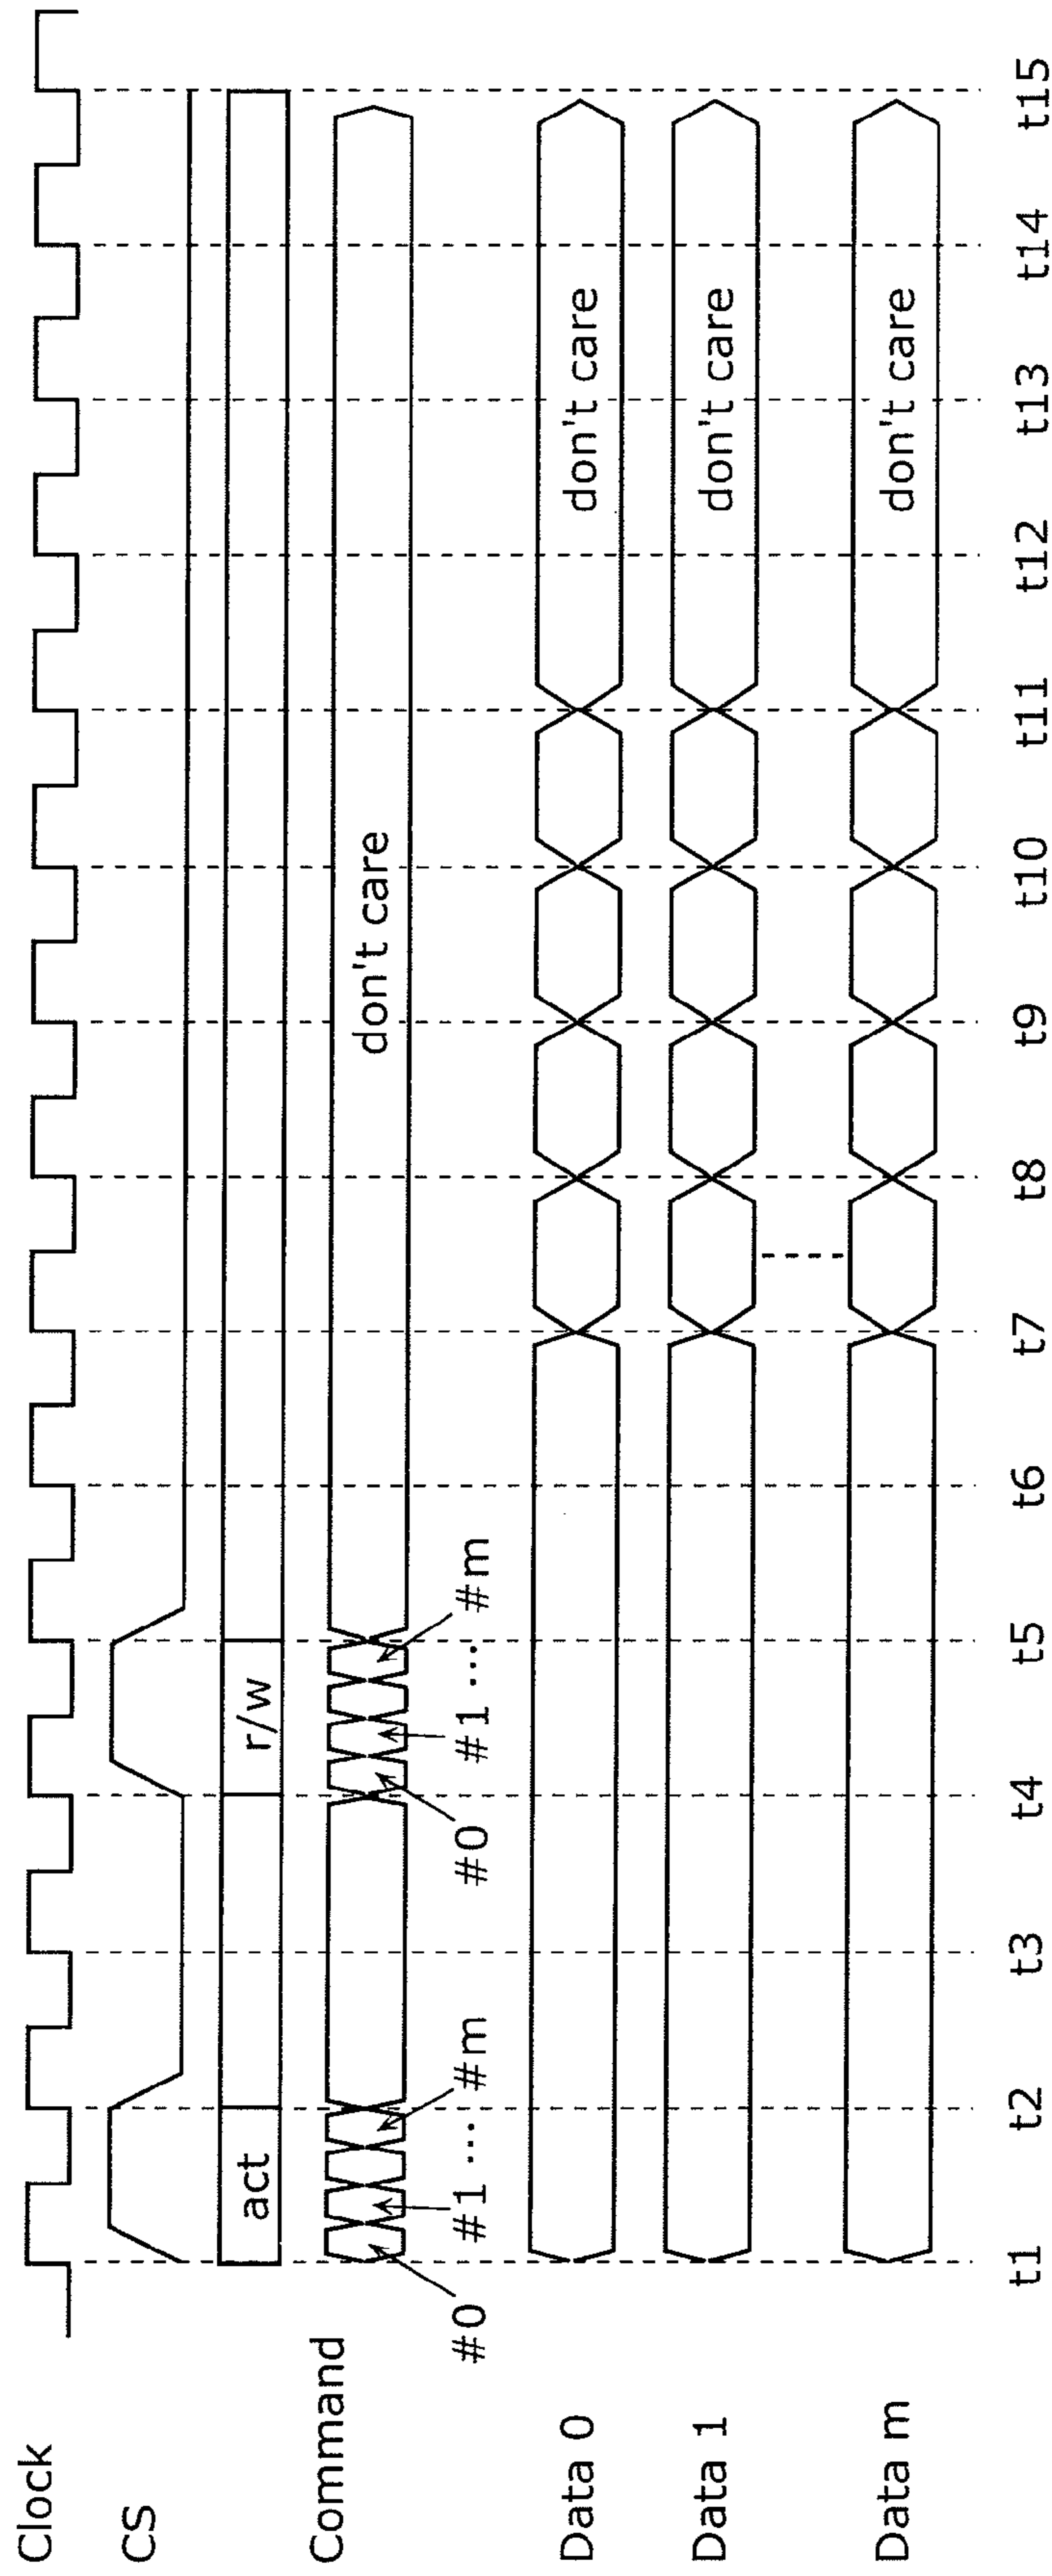 Clock
CS
act
r/w
Command
don't care
#0
#1 ...
#m
#0
#1 ...
#m
Data 0
don't care
Data 1
don't care
Data m
don't care
t1 t2 t3 t4 t5 t6 t7 t8 t9 t10 t11 t12 t13 t14 t15